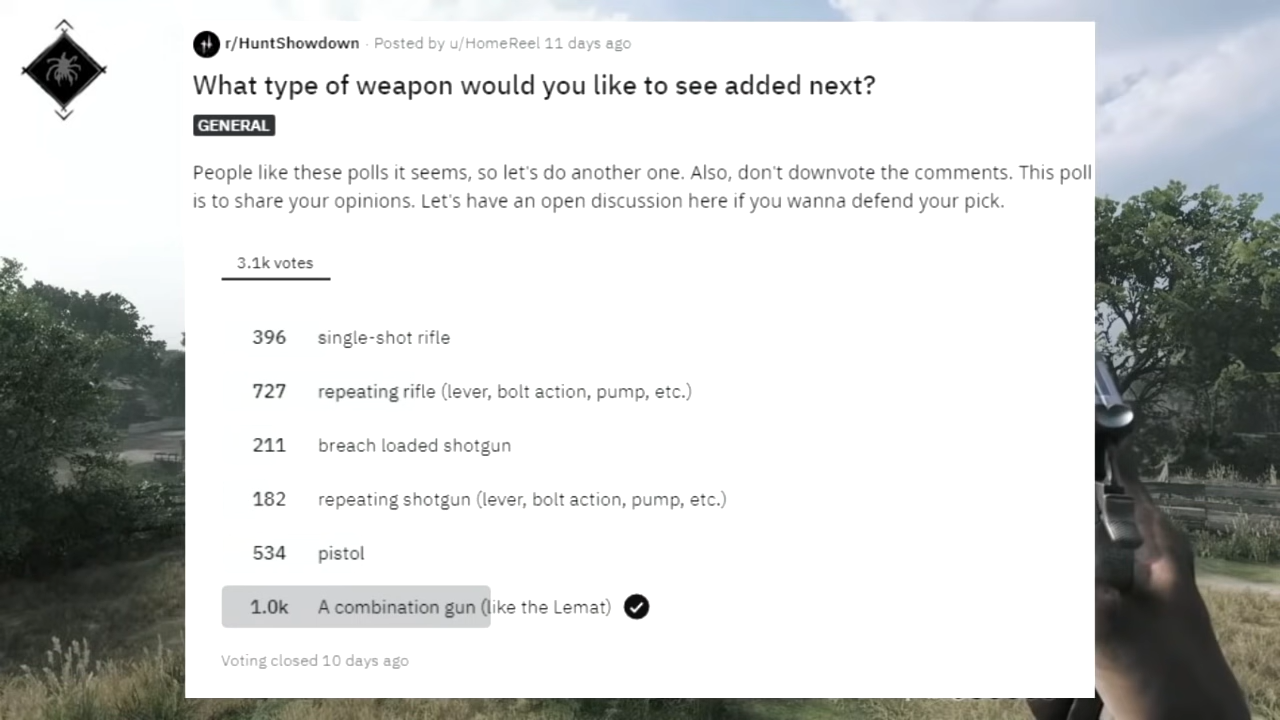 r/HuntShowdown · Posted by u/HomeReel 11 days ago
What type of weapon would you like to see added next?
GENERAL
People like these polls it seems, so let's do another one. Also, don't downvote the comments. This poll
is to share your opinions. Let's have an open discussion here if you wanna defend your pick.
3.1k votes
396 single-shot rifle
727 repeating rifle (lever, bolt action, pump, etc.)
211 breach loaded shotgun
182 repeating shotgun (lever, bolt action, pump, etc.)
534 pistol
1.0k A combination gun (like the Lemat)
Voting closed 10 days ago